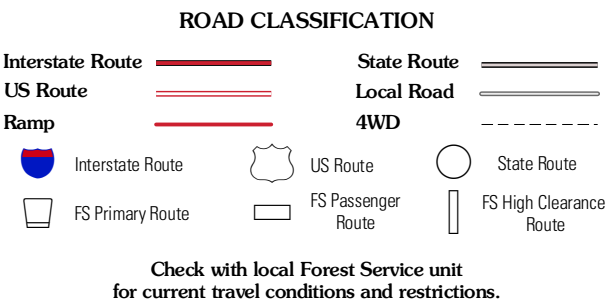 ROAD CLASSIFICATION
Interstate Route
State Route
US Route
Local Road
Ramp
4WD
Interstate Route
US Route
State Route
FS Primary Route
FS Passenger
Route
FS High Clearance
Route
Check with local Forest Service unit
for current travel conditions and restrictions.